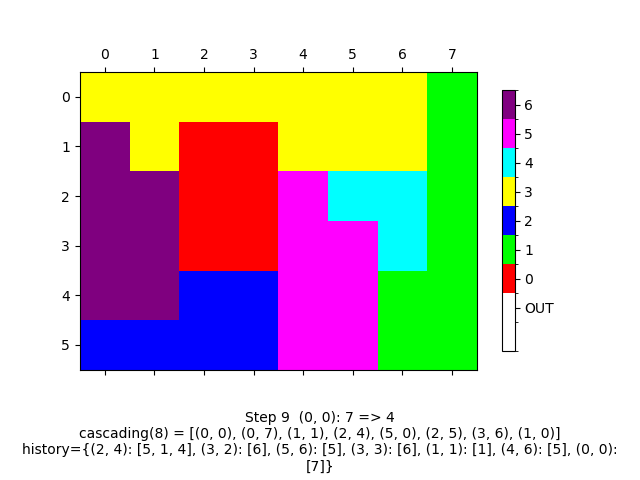 0 1 2 3 4 5 6 7
0
1
2
3
4
5
6
5
4
3
2
1
0
OUT
Step 9  (0, 0): 7 => 4
cascading(8) = [(0, 0), (0, 7), (1, 1), (2, 4), (5, 0), (2, 5), (3, 6), (1, 0)]
history={(2, 4): [5, 1, 4], (3, 2): [6], (5, 6): [5], (3, 3): [6], (1, 1): [1], (4, 6): [5], (0, 0):
[7]}